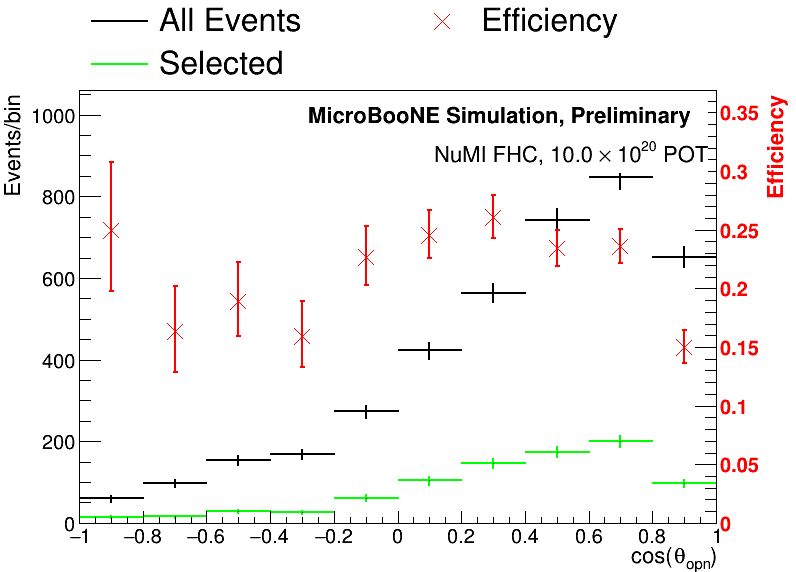 All Events
Efficiency
Selected
MicroBooNE Simulation, Preliminary
NuMI FHC, 10.0 × 10²⁰ POT
Events/bin
1000
800
600
400
200
0
Efficiency
0.35
0.3
0.25
0.2
0.15
0.1
0.05
0
−1 −0.8 −0.6 −0.4 −0.2 0 0.2 0.4 0.6 0.8 1
cos(θopn)